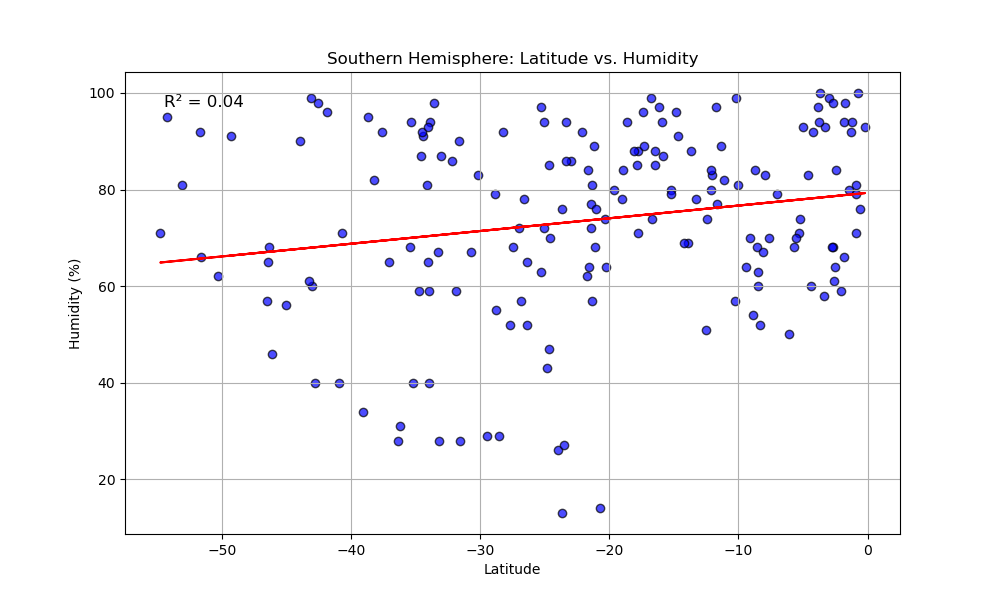 Southern Hemisphere: Latitude vs. Humidity
R² = 0.04
100
80
60
40
20
Humidity (%)
−50 −40 −30 −20 −10 0
Latitude